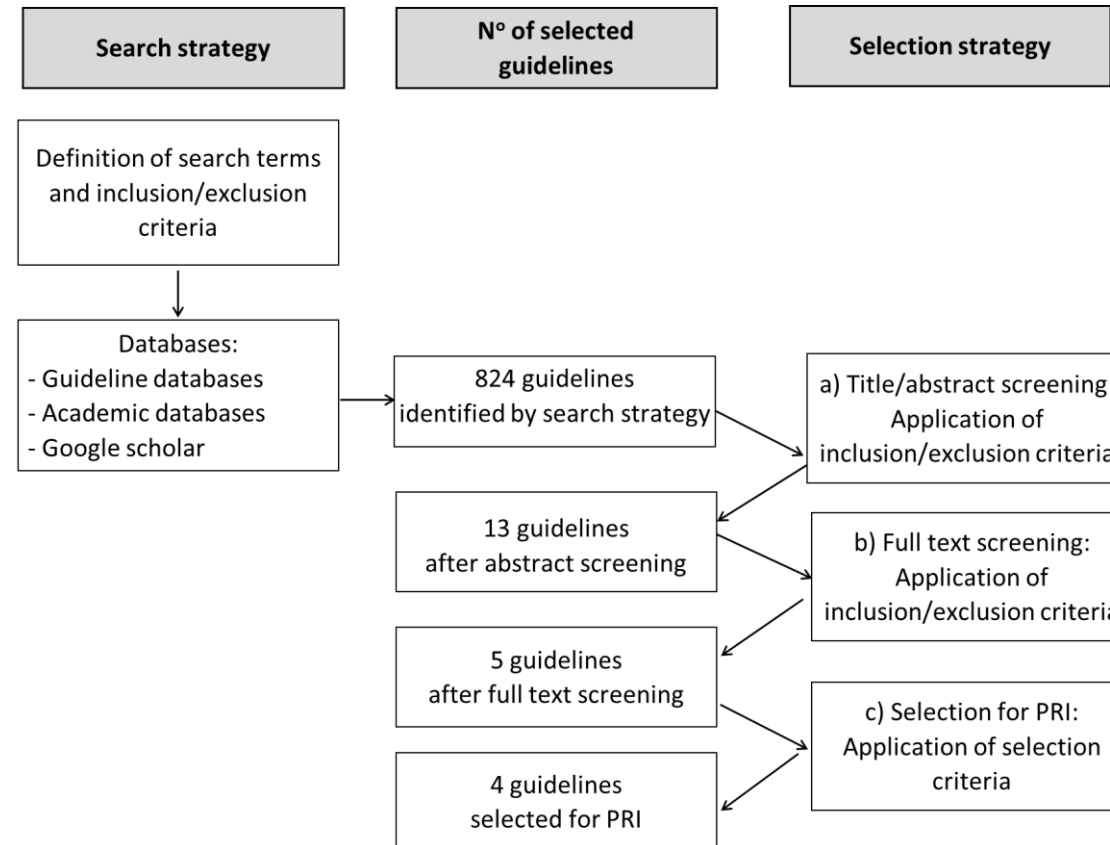 Search strategy
Nº of selected
guidelines
Selection strategy
Definition of search terms
and inclusion/exclusion
criteria
Databases:
- Guideline databases
- Academic databases
- Google scholar
824 guidelines
identified by search strategy
a) Title/abstract screening
Application of
inclusion/exclusion criteria
13 guidelines
after abstract screening
b) Full text screening:
Application of
inclusion/exclusion criteria
5 guidelines
after full text screening
c) Selection for PRI:
Application of selection
criteria
4 guidelines
selected for PRI